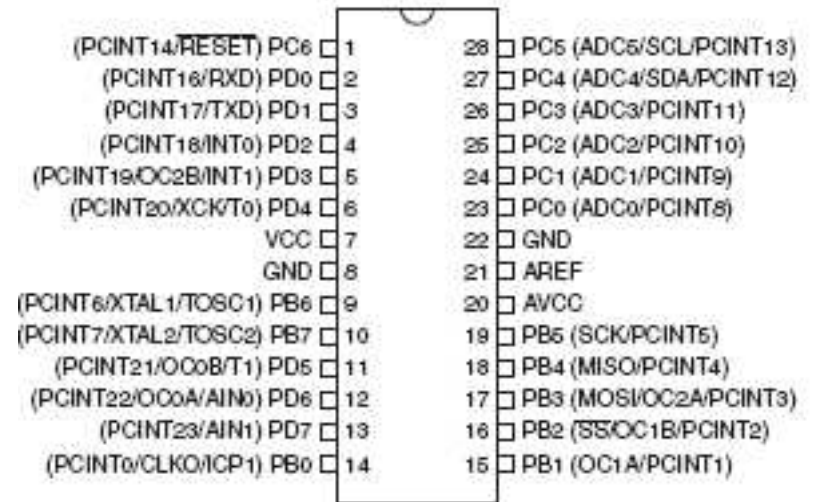 (PCINT14/RESET) PC6 1 28 PC5 (ADC5/SCL/PCINT13)
(PCINT16/RXD) PD0 2 27 PC4 (ADC4/SDA/PCINT12)
(PCINT17/TXD) PD1 3 26 PC3 (ADC3/PCINT11)
(PCINT18/INT0) PD2 4 25 PC2 (ADC2/PCINT10)
(PCINT19/OC2B/INT1) PD3 5 24 PC1 (ADC1/PCINT9)
(PCINT20/XCK/T0) PD4 6 23 PC0 (ADC0/PCINT8)
VCC 7 22 GND
GND 8 21 AREF
(PCINT6/XTAL1/TOSC1) PB6 9 20 AVCC
(PCINT7/XTAL2/TOSC2) PB7 10 19 PB5 (SCK/PCINT5)
(PCINT21/OC0B/T1) PD5 11 18 PB4 (MISO/PCINT4)
(PCINT22/OC0A/AIN0) PD6 12 17 PB3 (MOSI/OC2A/PCINT3)
(PCINT23/AIN1) PD7 13 16 PB2 (SS/OC1B/PCINT2)
(PCINT0/CLKO/ICP1) PB0 14 15 PB1 (OC1A/PCINT1)